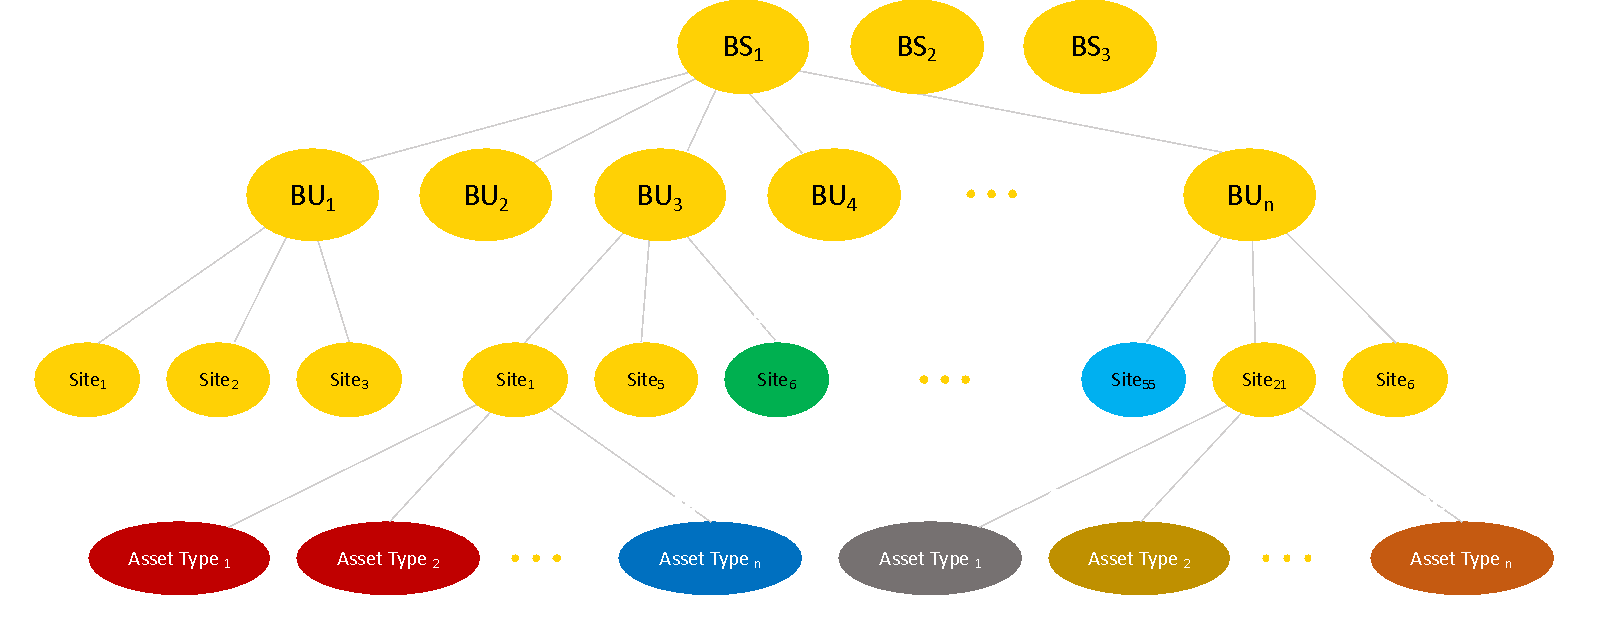 BS1 BS2 BS3
BU1 BU2 BU3 BU4 ... BUn
Site1 Site2 Site3 Site1 Site5 Site6 ... Site55 Site21 Site6
Asset Type 1 Asset Type 2 ... Asset Type n Asset Type 1 Asset Type 2 ... Asset Type n